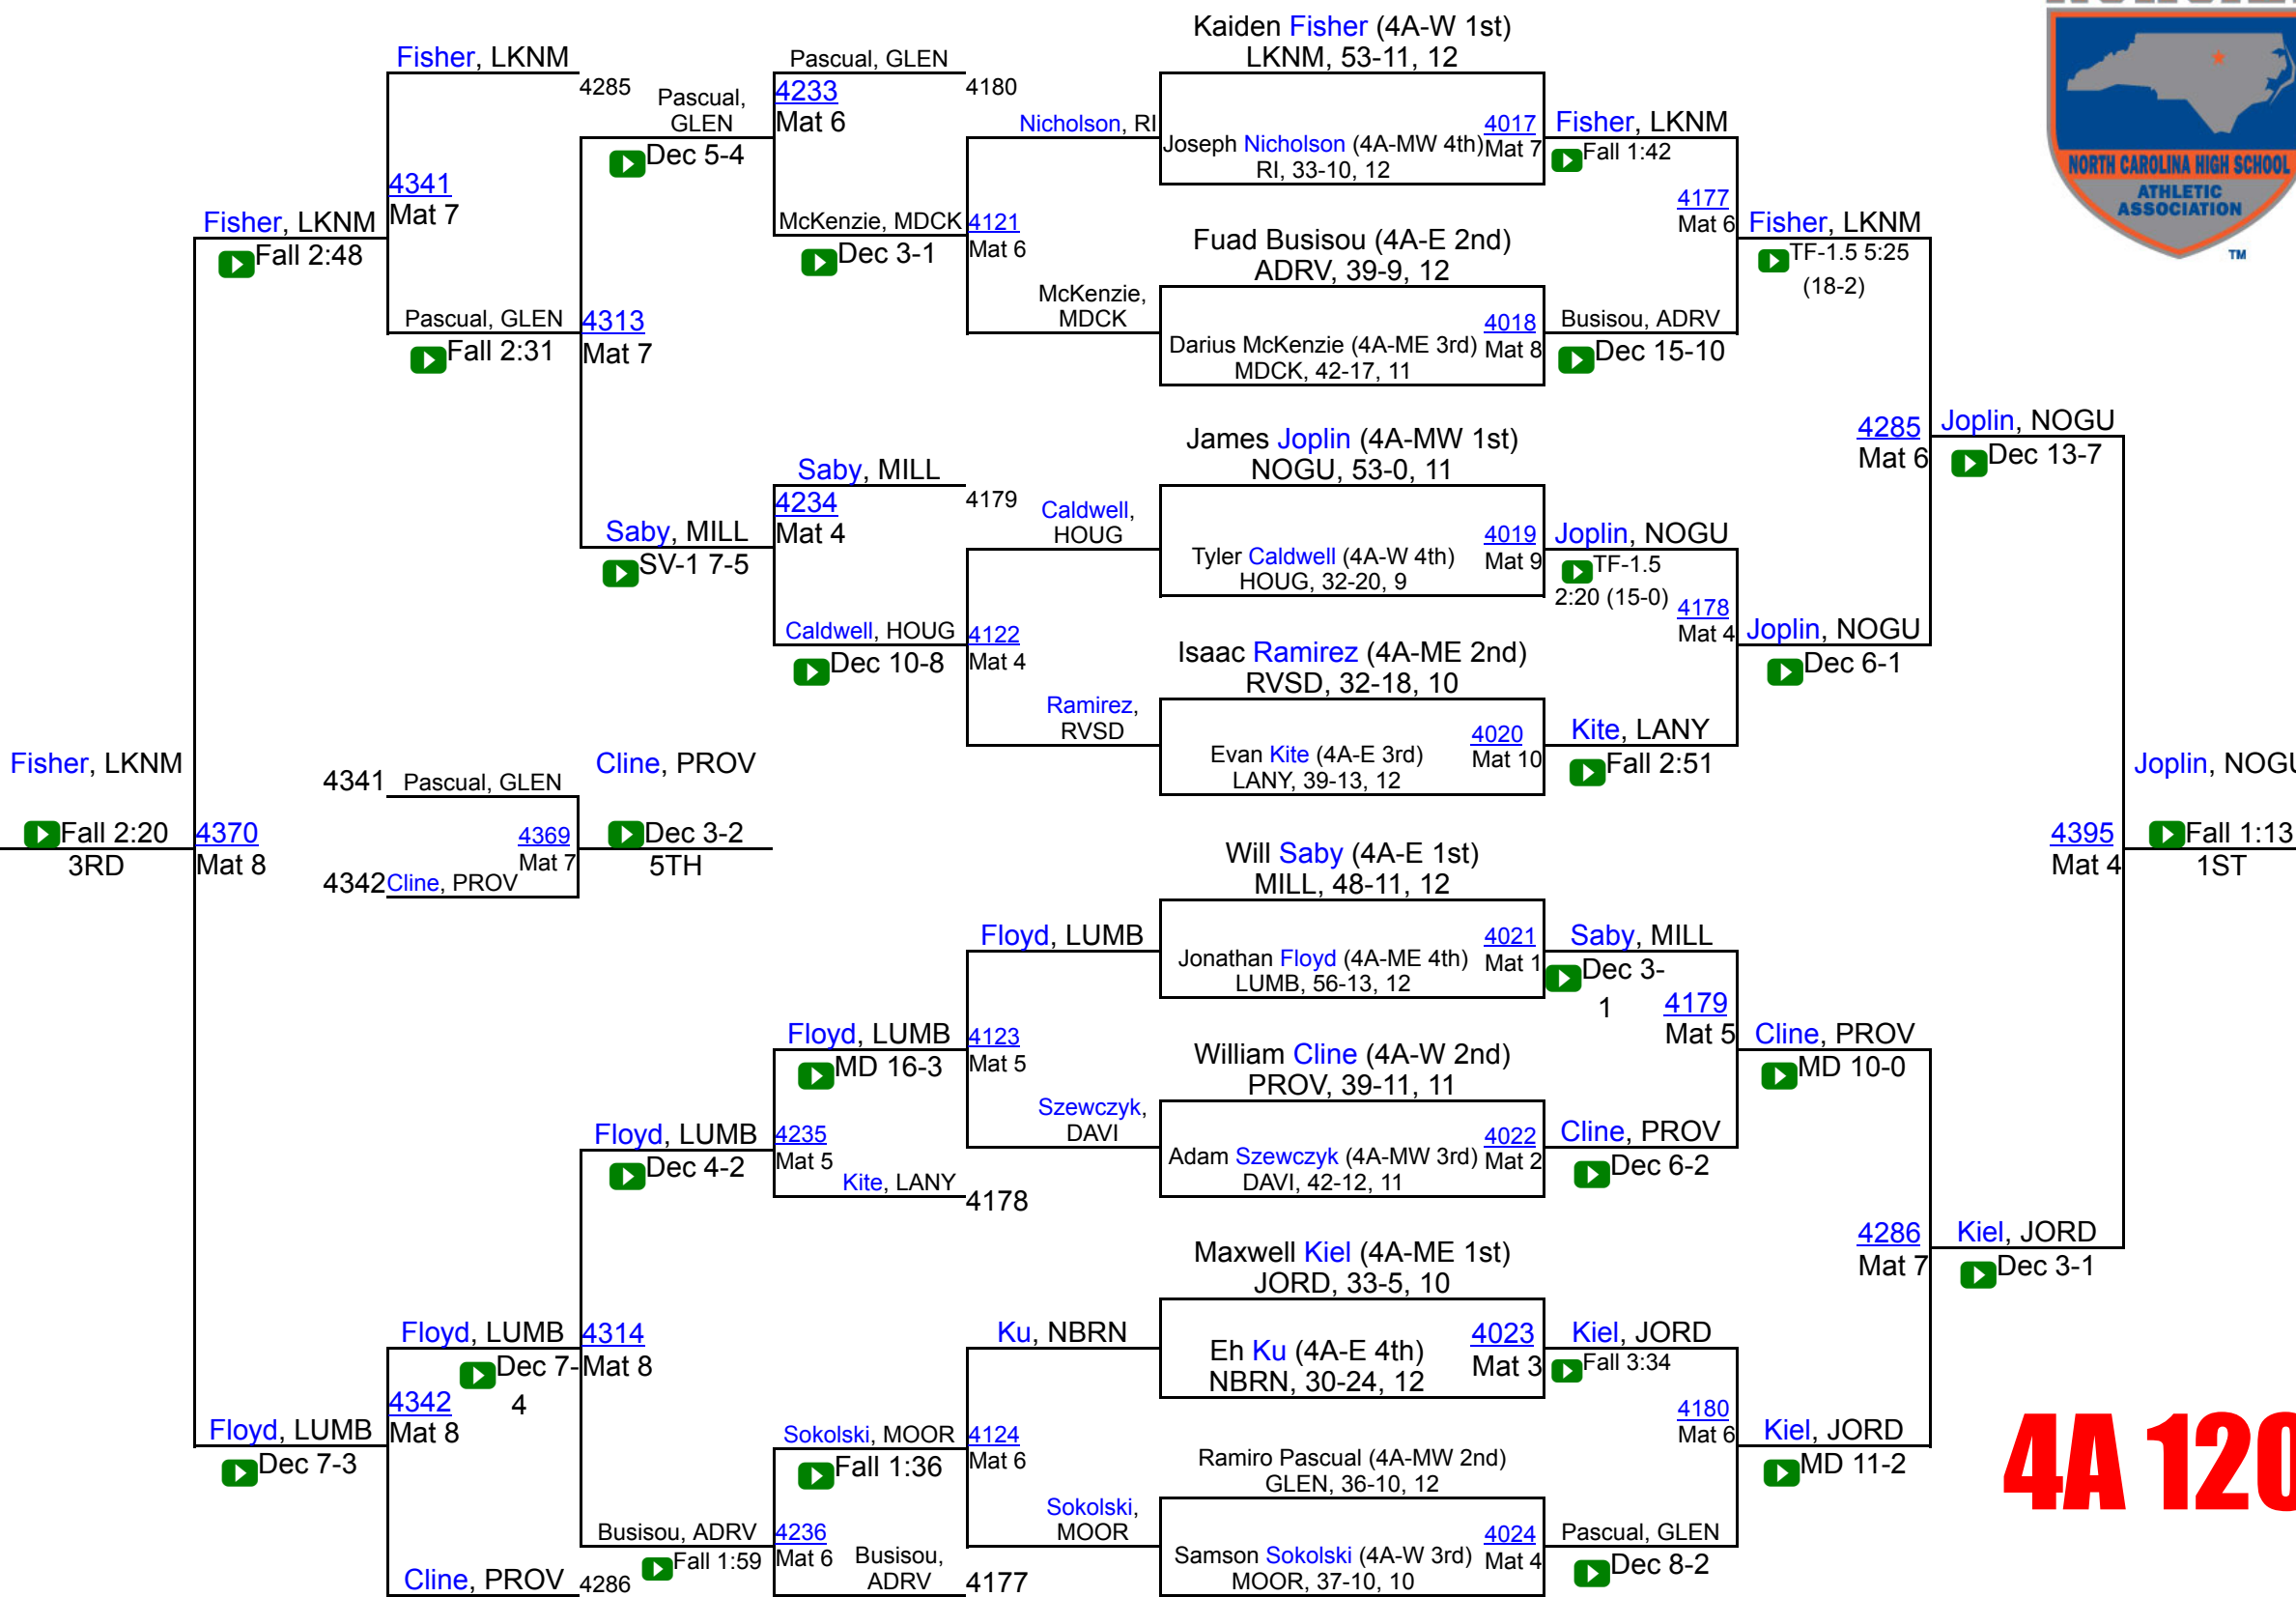 Kaiden Fisher (4A-W 1st)
LKNM, 53-11, 12
Joseph Nicholson (4A-MW 4th)
RI, 33-10, 12
4017
Mat 7
Fuad Busisou (4A-E 2nd)
ADRV, 39-9, 12
Darius McKenzie (4A-ME 3rd)
MDCK, 42-17, 11
4018
Mat 8
James Joplin (4A-MW 1st)
NOGU, 53-0, 11
Tyler Caldwell (4A-W 4th)
HOUG, 32-20, 9
4019
Mat 9
Isaac Ramirez (4A-ME 2nd)
RVSD, 32-18, 10
Evan Kite (4A-E 3rd)
LANY, 39-13, 12
4020
Mat 10
Will Saby (4A-E 1st)
MILL, 48-11, 12
Jonathan Floyd (4A-ME 4th)
LUMB, 56-13, 12
4021
Mat 1
William Cline (4A-W 2nd)
PROV, 39-11, 11
Adam Szewczyk (4A-MW 3rd)
DAVI, 42-12, 11
4022
Mat 2
Maxwell Kiel (4A-ME 1st)
JORD, 33-5, 10
Eh Ku (4A-E 4th)
NBRN, 30-24, 12
4023
Mat 3
Ramiro Pascual (4A-MW 2nd)
GLEN, 36-10, 12
Samson Sokolski (4A-W 3rd)
MOOR, 37-10, 10
4024
Mat 4
Fisher, LKNM
Fall 1:42
4177
Mat 6
Busisou, ADRV
Dec 15-10
Joplin, NOGU
TF-1.5
2:20 (15-0)
4178
Mat 4
Kite, LANY
Fall 2:51
Saby, MILL
Dec 3-
1
4179
Mat 5
Cline, PROV
Dec 6-2
Kiel, JORD
Fall 3:34
4180
Mat 6
Pascual, GLEN
Dec 8-2
Fisher, LKNM
TF-1.5 5:25
(18-2)
4285
Mat 6
Joplin, NOGU
Dec 6-1
Cline, PROV
MD 10-0
4286
Mat 7
Kiel, JORD
MD 11-2
Joplin, NOGU
Dec 13-7
4395
Mat 4
Kiel, JORD
Dec 3-1
Joplin, NOGU
Fall 1:13
1ST
Nicholson, RI
4121
Mat 6
McKenzie,
MDCK
Caldwell,
HOUG
4122
Mat 4
Ramirez,
RVSD
Floyd, LUMB
4123
Mat 5
Szewczyk,
DAVI
Ku, NBRN
4124
Mat 6
Sokolski,
MOOR
Pascual, GLEN
4180
4233
Mat 6
McKenzie, MDCK
Dec 3-1
Saby, MILL
4179
4234
Mat 4
Caldwell, HOUG
Dec 10-8
Floyd, LUMB
MD 16-3
4235
Mat 5
Kite, LANY
4178
Sokolski, MOOR
Fall 1:36
4236
Mat 6
Busisou,
ADRV
4177
Pascual,
GLEN
Dec 5-4
4313
Mat 7
Saby, MILL
SV-1 7-5
Floyd, LUMB
Dec 4-2
4314
Mat 8
Busisou, ADRV
Fall 1:59
Fisher, LKNM
4285
4341
Mat 7
Pascual, GLEN
Fall 2:31
Floyd, LUMB
Dec 7-
4
4342
Mat 8
Cline, PROV
4286
Fisher, LKNM
Fall 2:48
4370
Mat 8
Floyd, LUMB
Dec 7-3
Fisher, LKNM
Fall 2:20
3RD
4341
Pascual, GLEN
4369
Mat 7
4342
Cline, PROV
Cline, PROV
Dec 3-2
5TH
NORTH CAROLINA HIGH SCHOOL
ATHLETIC
ASSOCIATION
TM
4A 120